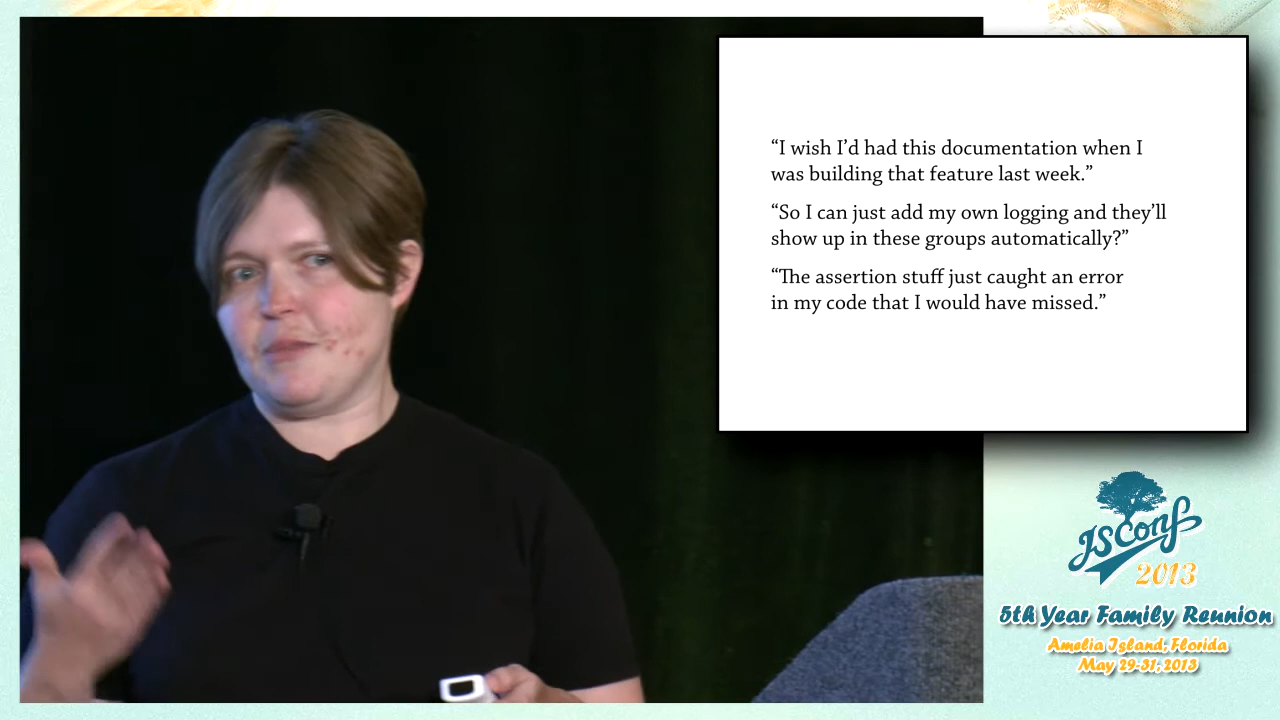 “I wish I’d had this documentation when I
was building that feature last week.”
“So I can just add my own logging and they’ll
show up in these groups automatically?”
“The assertion stuff just caught an error
in my code that I would have missed.”
JSConf
2013
5th Year Family Reunion
Amelia Island, Florida
May 29-31, 2013